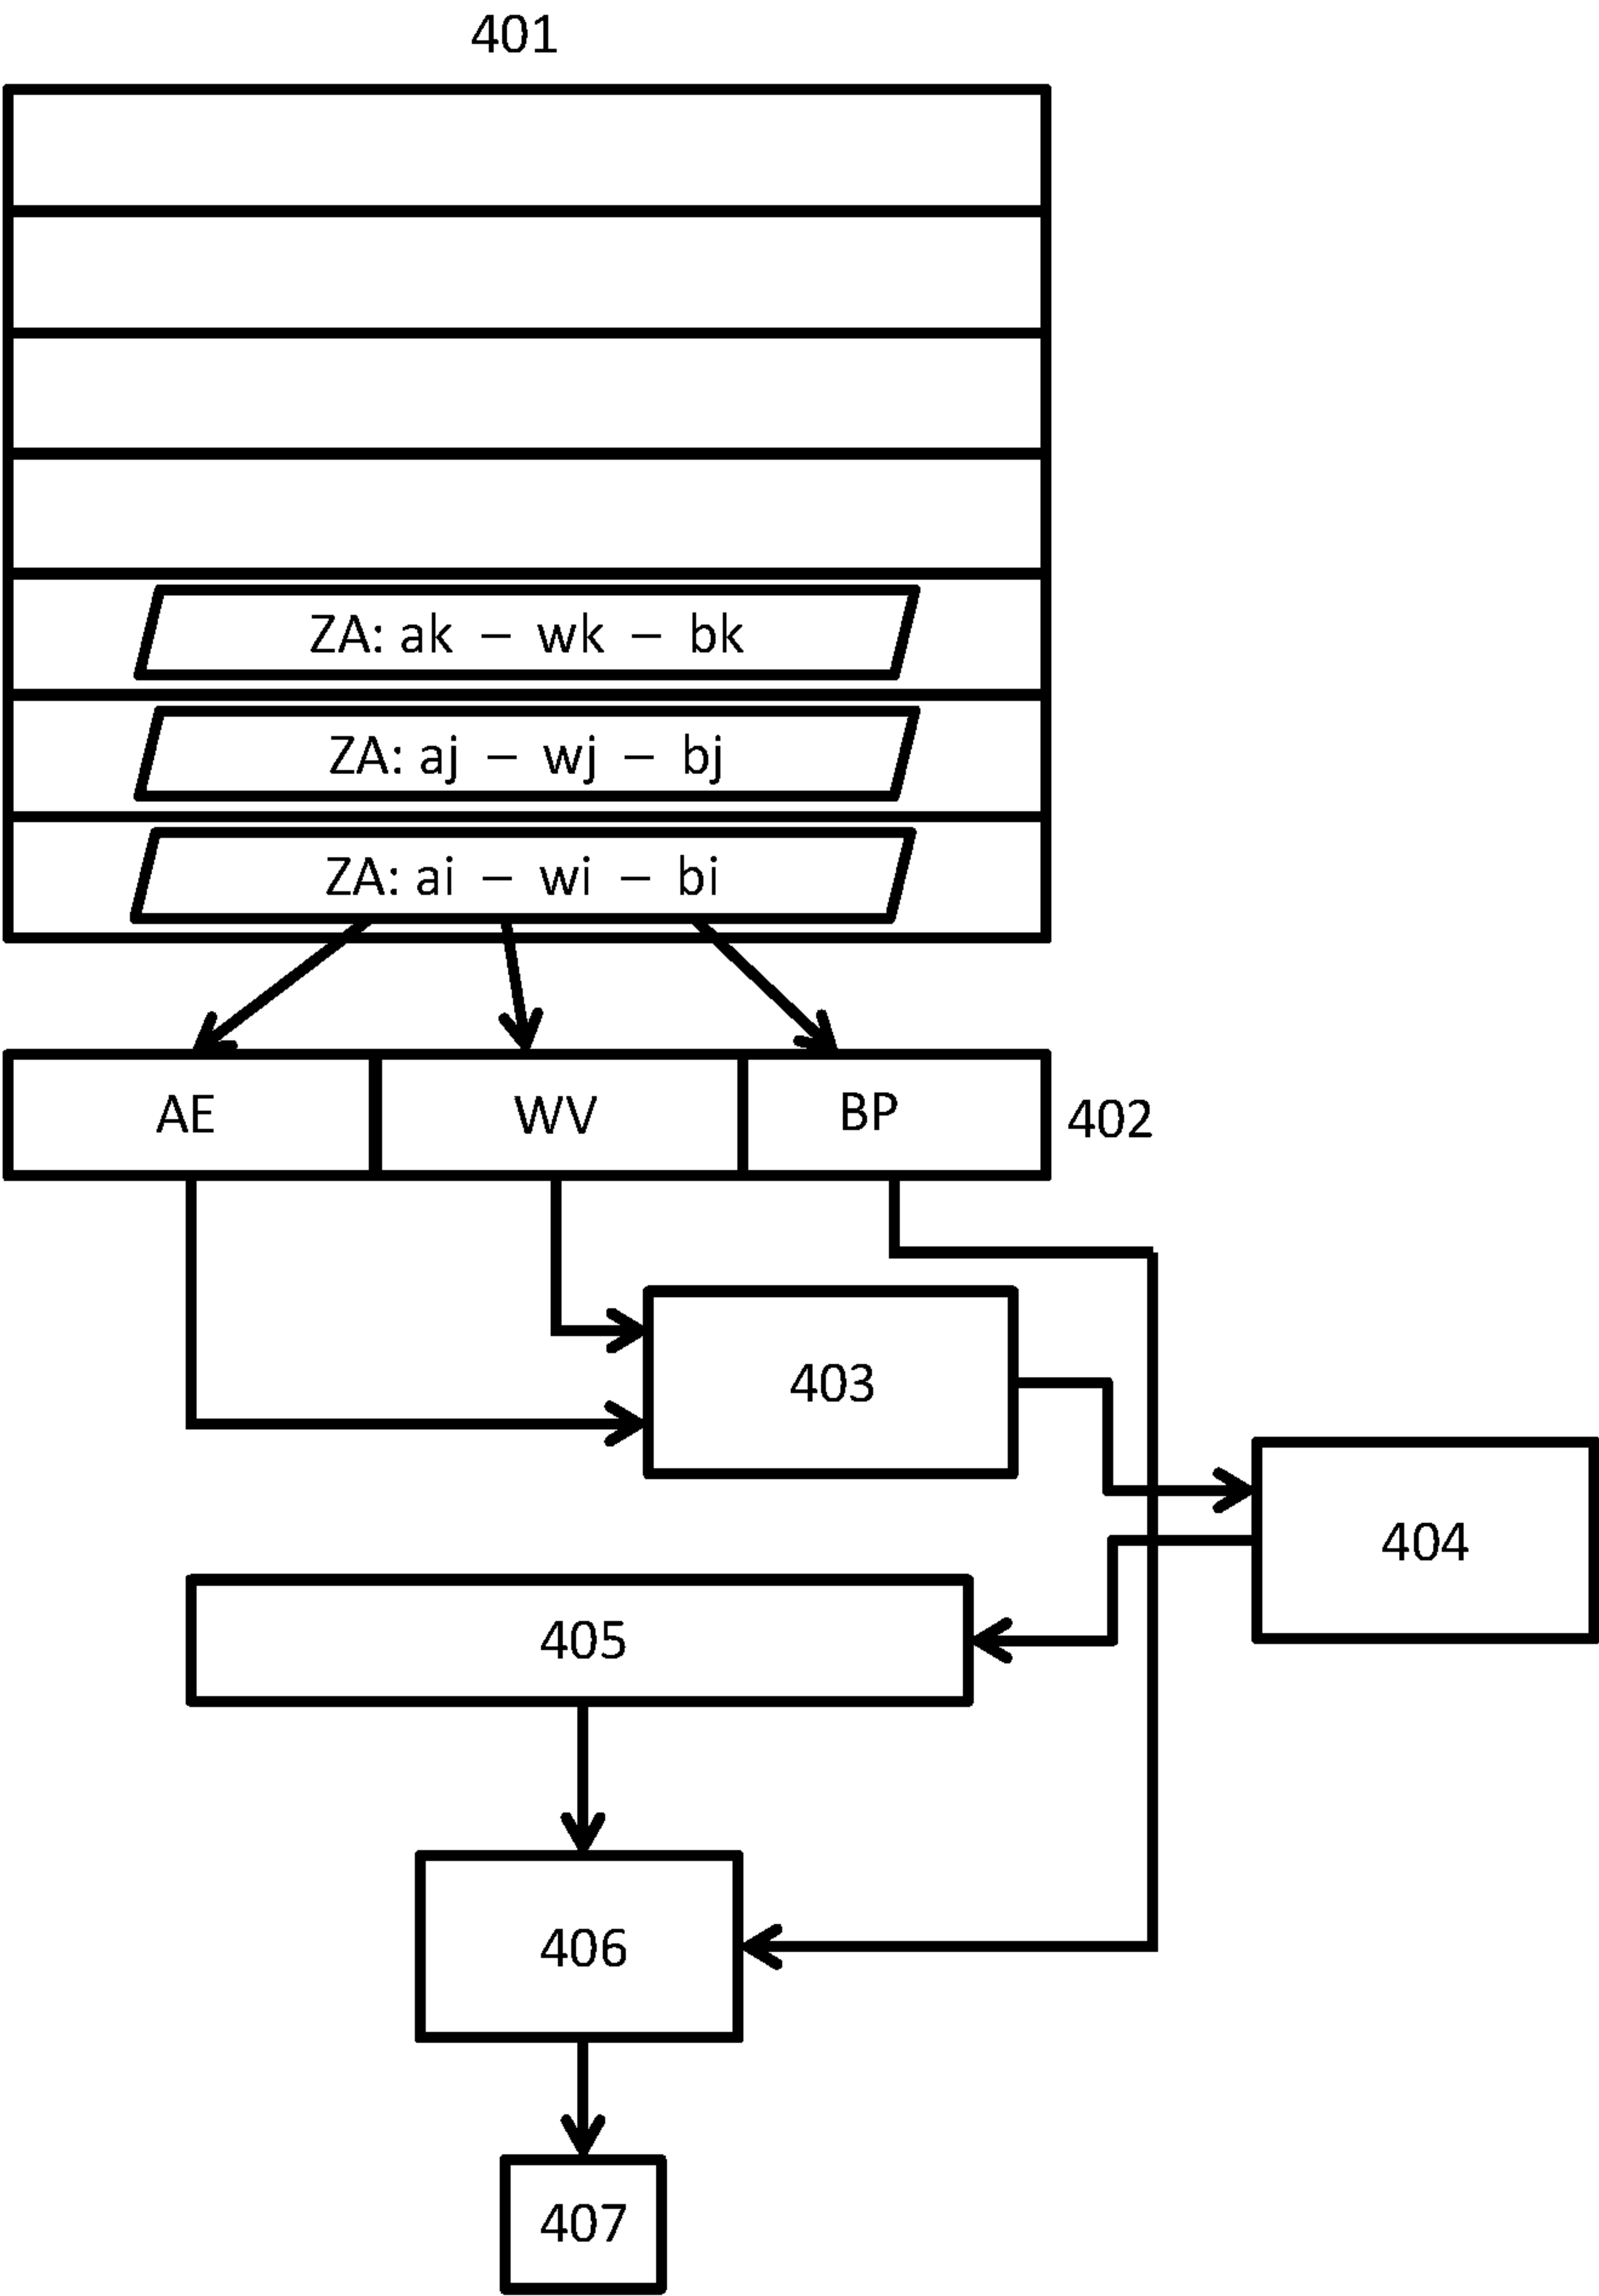 401
ZA: ak – wk – bk
ZA: aj – wj – bj
ZA: ai – wi – bi
AE WV BP 402
403
404
405
406
407